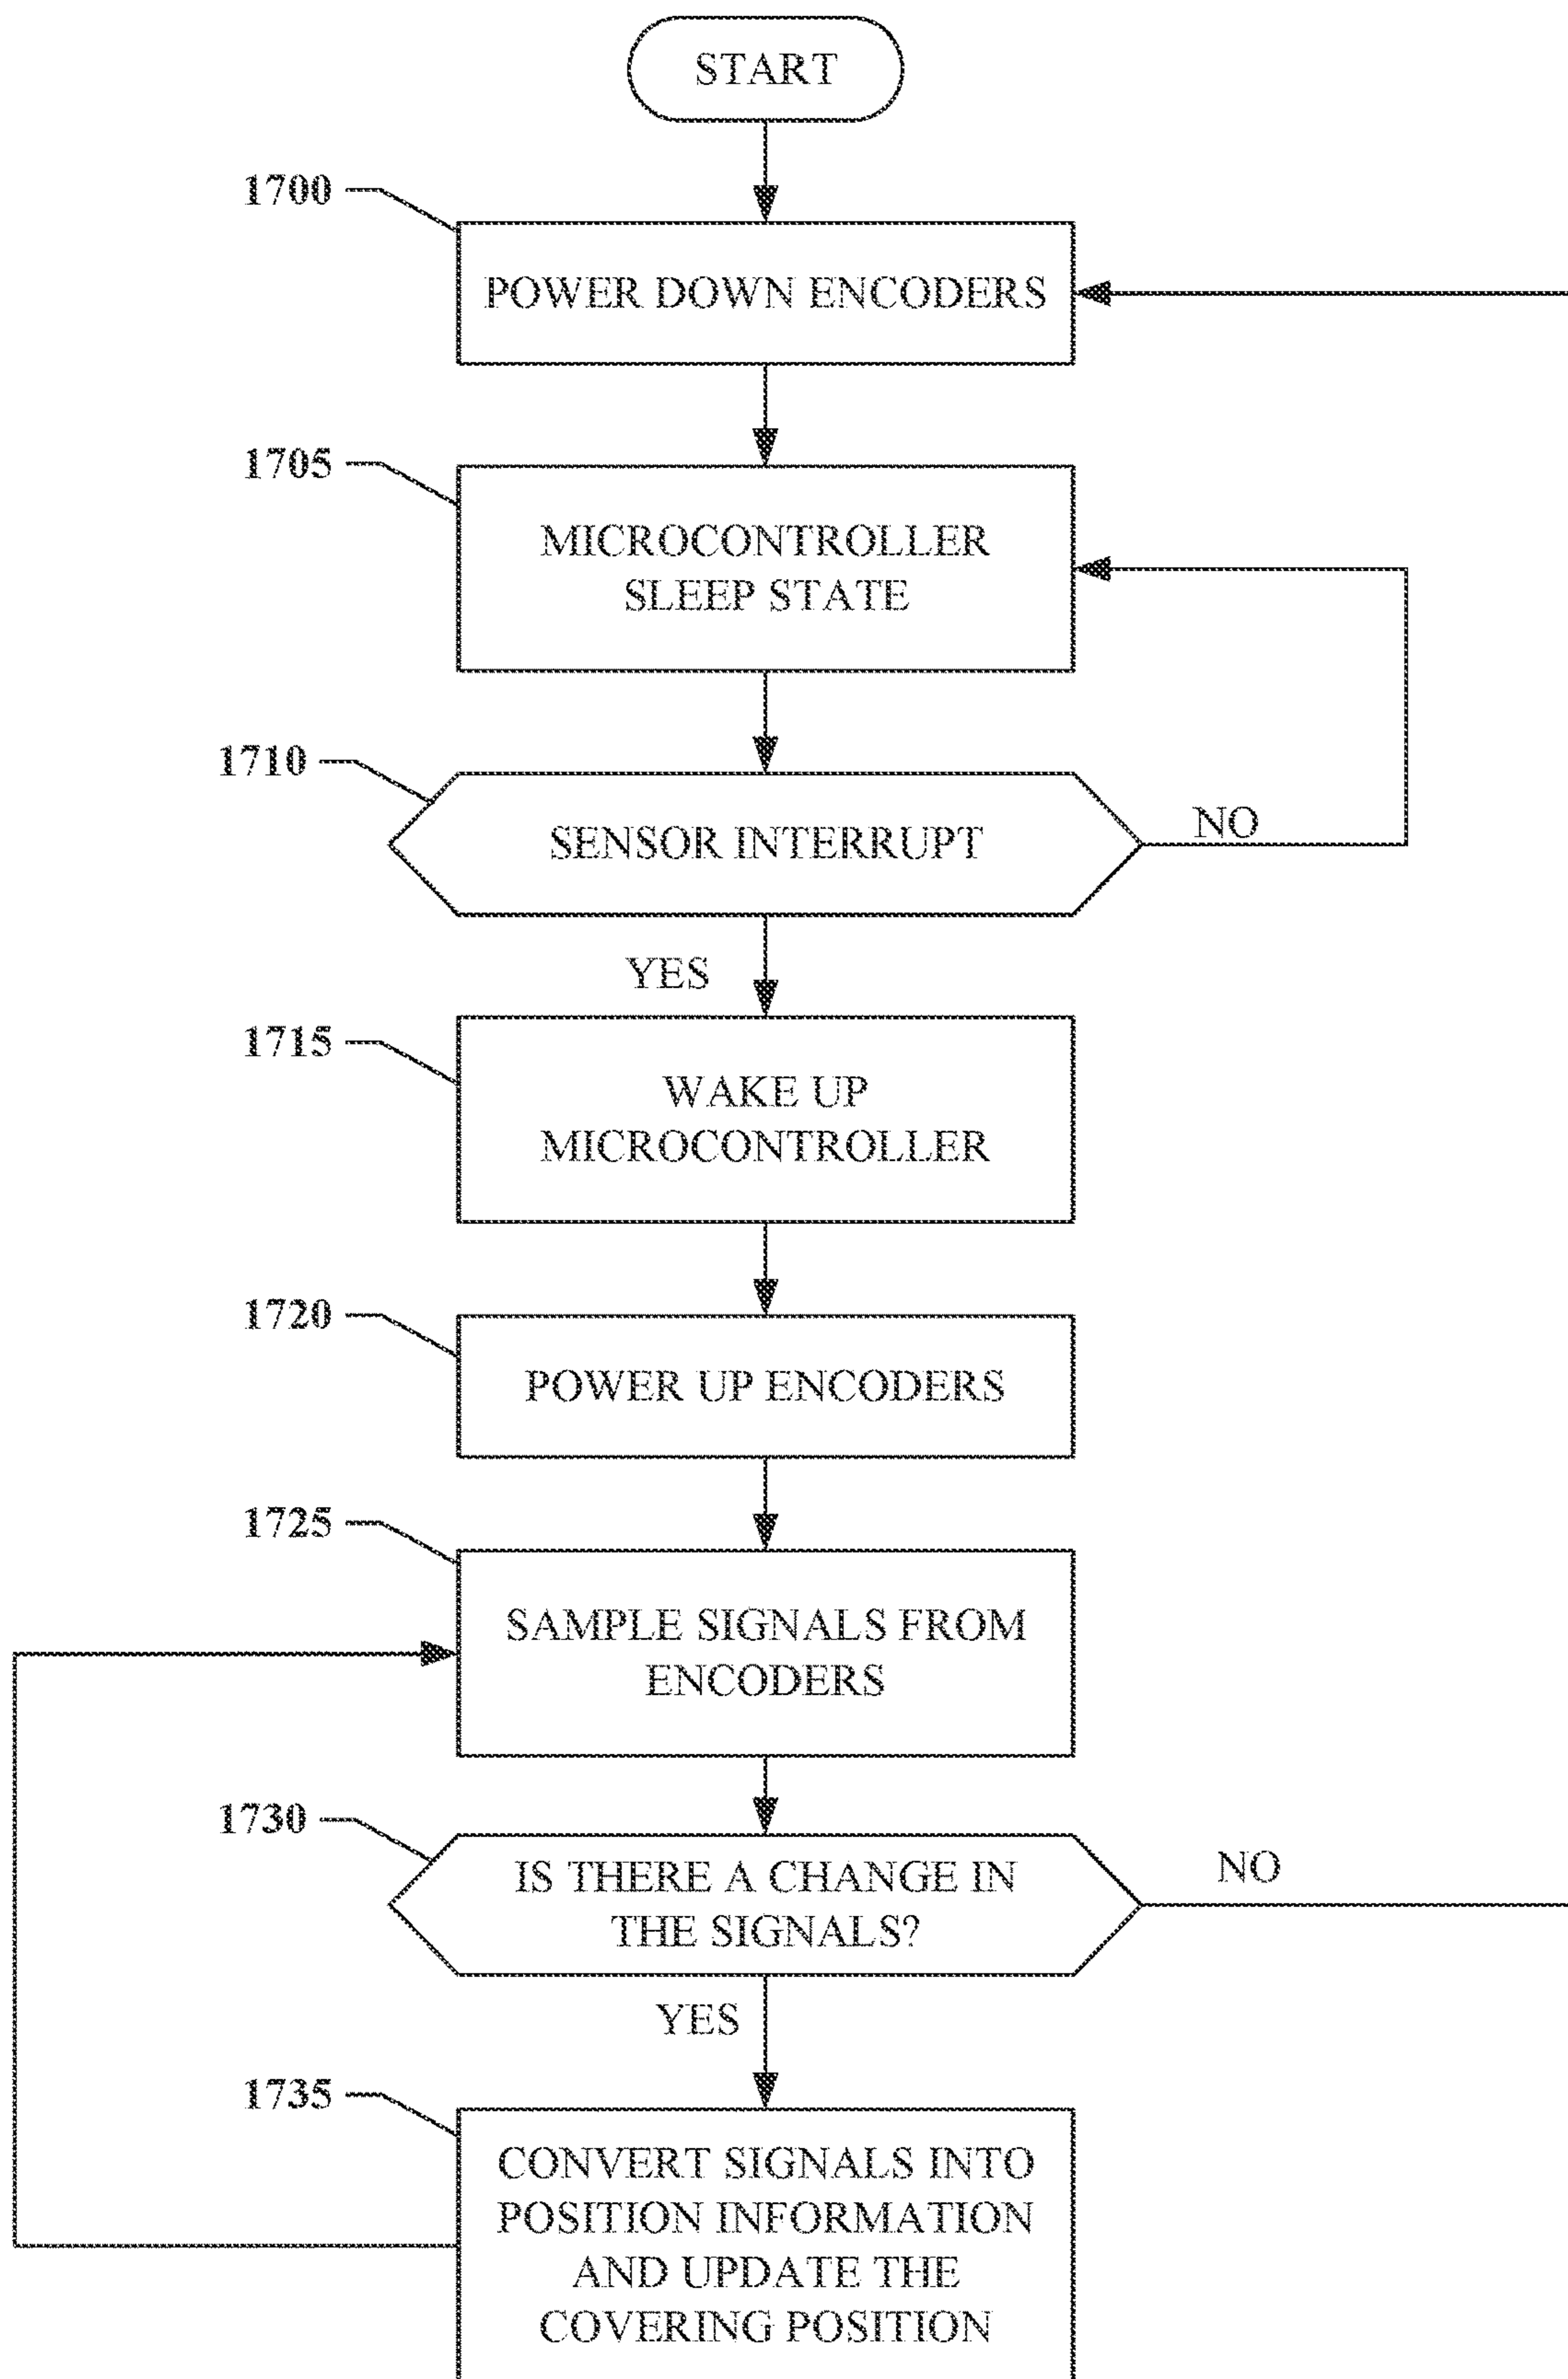 START
1700
POWER DOWN ENCODERS
1705
MICROCONTROLLER
SLEEP STATE
1710
SENSOR INTERRUPT
NO
YES
1715
WAKE UP
MICROCONTROLLER
1720
POWER UP ENCODERS
1725
SAMPLE SIGNALS FROM
ENCODERS
1730
IS THERE A CHANGE IN
THE SIGNALS?
NO
YES
1735
CONVERT SIGNALS INTO
POSITION INFORMATION
AND UPDATE THE
COVERING POSITION